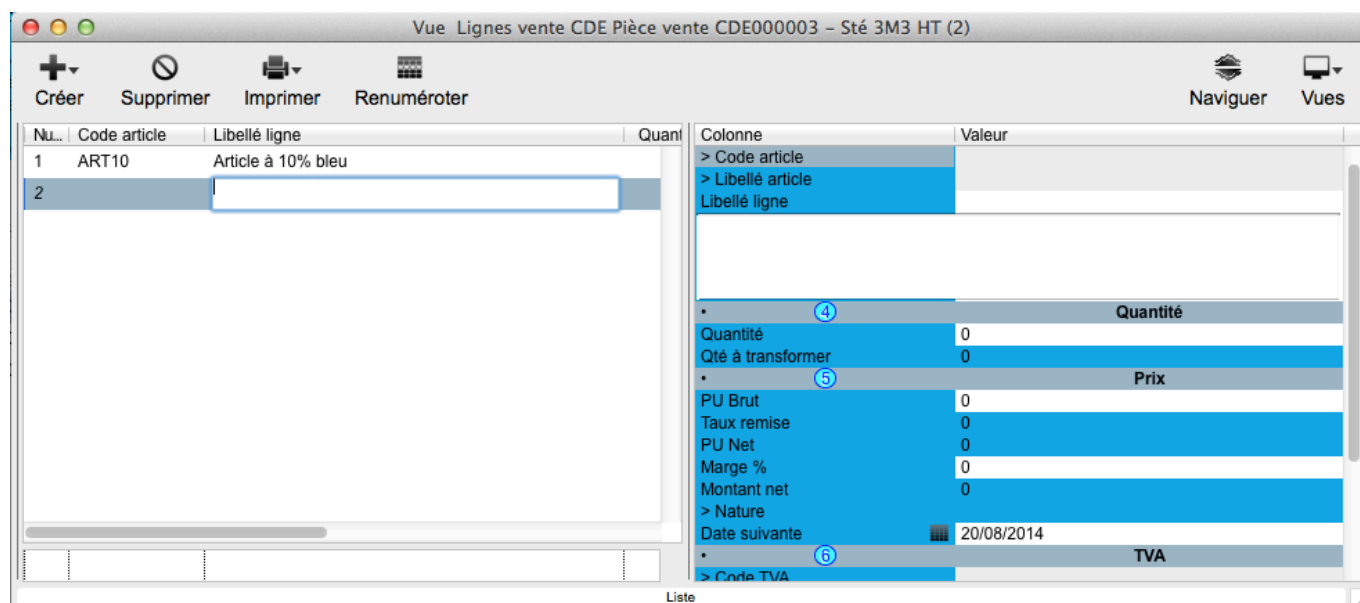 Vue Lignes vente CDE Pièce vente CDE000003 – Sté 3M3 HT (2)
Créer Supprimer Imprimer Renuméroter Naviguer Vues
Nu... Code article Libellé ligne Quant
1 ART10 Article à 10% bleu
2
Colonne Valeur
> Code article
> Libellé article
Libellé ligne
• 4 Quantité
Quantité 0
Qté à transformer 0
• 5 Prix
PU Brut 0
Taux remise 0
PU Net 0
Marge % 0
Montant net 0
> Nature
Date suivante 20/08/2014
• 6 TVA
> Code TVA
Liste